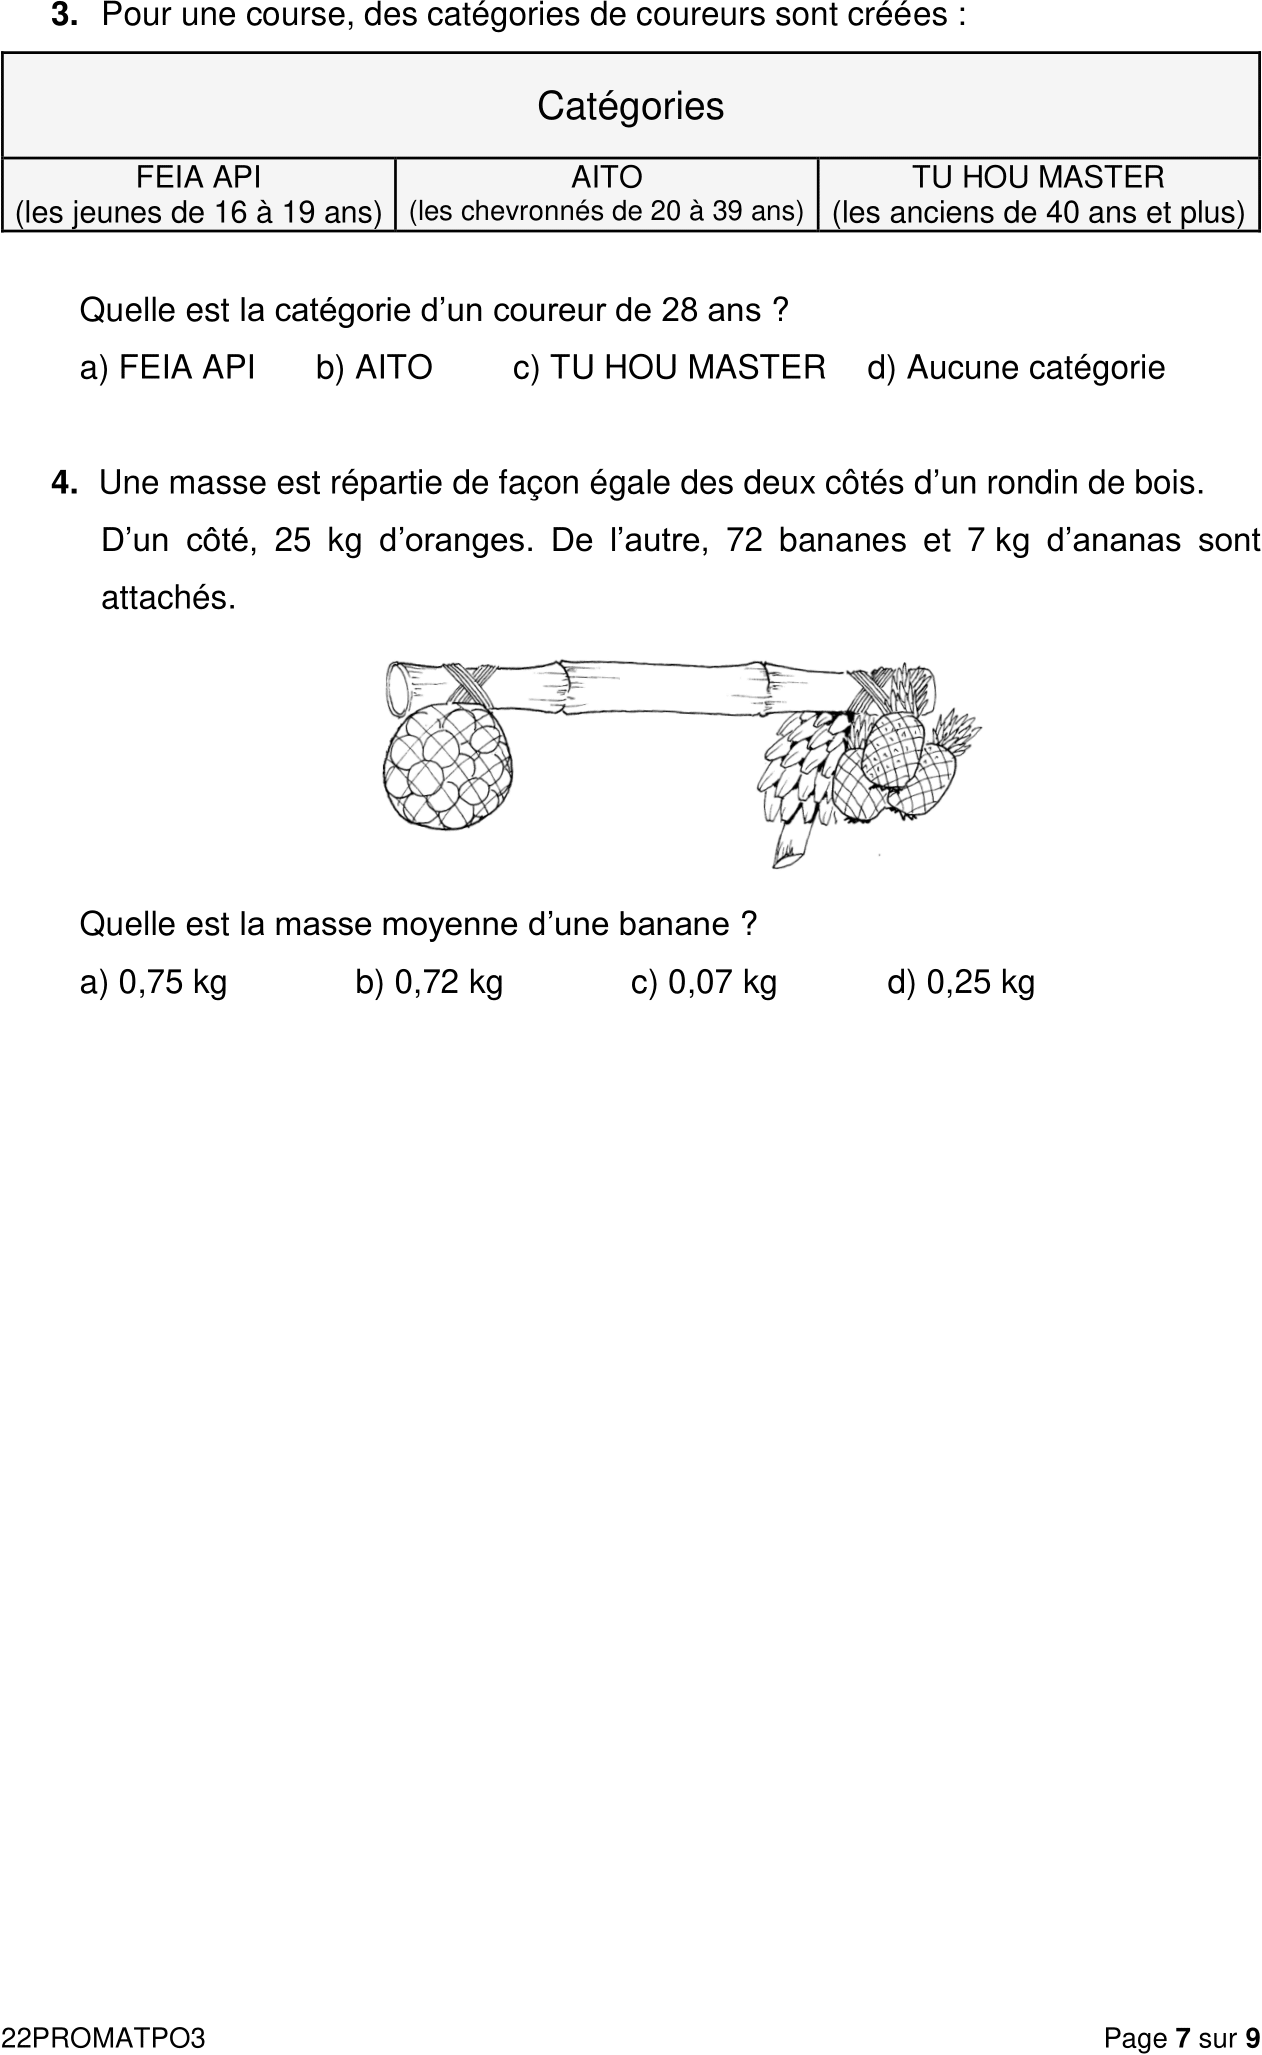 3. Pour une course, des catégories de coureurs sont créées :
Catégories
FEIA API
(les jeunes de 16 à 19 ans)
AITO
(les chevronnés de 20 à 39 ans)
TU HOU MASTER
(les anciens de 40 ans et plus)
Quelle est la catégorie d’un coureur de 28 ans ?
a) FEIA API b) AITO c) TU HOU MASTER d) Aucune catégorie
4. Une masse est répartie de façon égale des deux côtés d’un rondin de bois.
D’un côté, 25 kg d’oranges. De l’autre, 72 bananes et 7 kg d’ananas sont
attachés.
Quelle est la masse moyenne d’une banane ?
a) 0,75 kg b) 0,72 kg c) 0,07 kg d) 0,25 kg
22PROMATPO3 Page 7 sur 9